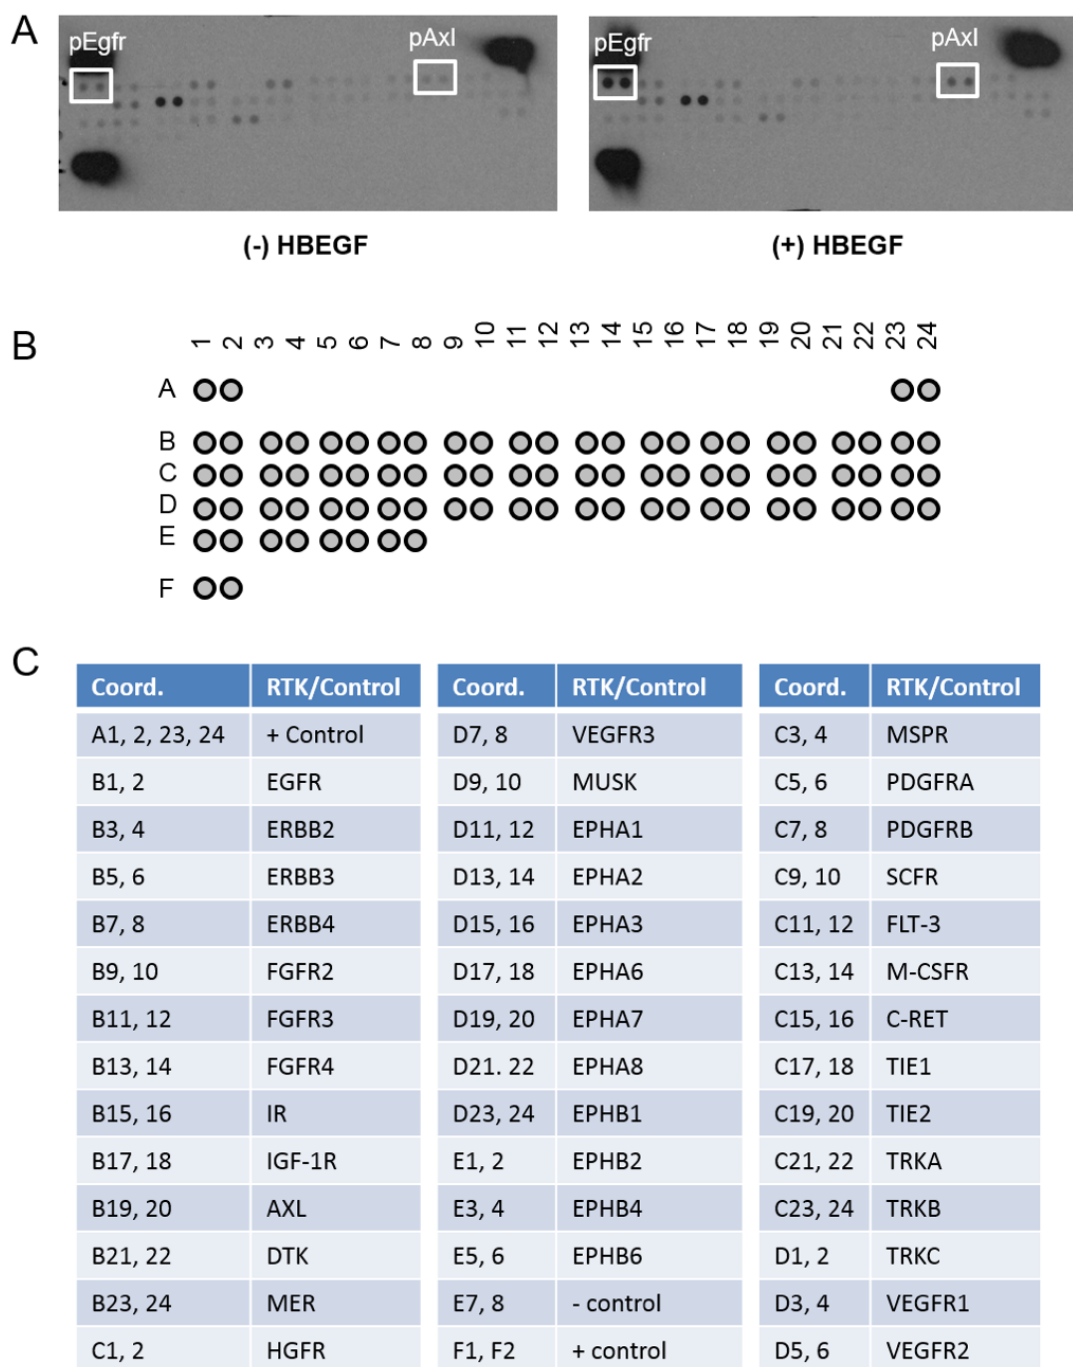 A
pEgfr
pAxl
pEgfr
pAxl
(-) HBEGF
(+) HBEGF
B
1 2 3 4 5 6 7 8 9 10 11 12 13 14 15 16 17 18 19 20 21 22 23 24
A
B
C
D
E
F
C
Coord. RTK/Control Coord. RTK/Control Coord. RTK/Control
A1, 2, 23, 24 + Control D7, 8 VEGFR3 C3, 4 MSPR
B1, 2 EGFR D9, 10 MUSK C5, 6 PDGFRA
B3, 4 ERBB2 D11, 12 EPHA1 C7, 8 PDGFRB
B5, 6 ERBB3 D13, 14 EPHA2 C9, 10 SCFR
B7, 8 ERBB4 D15, 16 EPHA3 C11, 12 FLT-3
B9, 10 FGFR2 D17, 18 EPHA6 C13, 14 M-CSFR
B11, 12 FGFR3 D19, 20 EPHA7 C15, 16 C-RET
B13, 14 FGFR4 D21. 22 EPHA8 C17, 18 TIE1
B15, 16 IR D23, 24 EPHB1 C19, 20 TIE2
B17, 18 IGF-1R E1, 2 EPHB2 C21, 22 TRKA
B19, 20 AXL E3, 4 EPHB4 C23, 24 TRKB
B21, 22 DTK E5, 6 EPHB6 D1, 2 TRKC
B23, 24 MER E7, 8 - control D3, 4 VEGFR1
C1, 2 HGFR F1, F2 + control D5, 6 VEGFR2